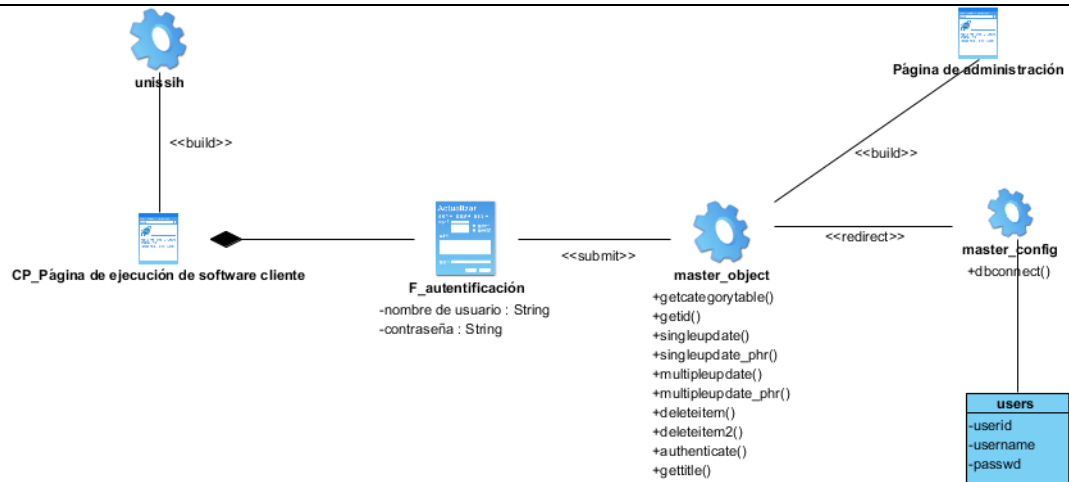 unissih
Página de administración
<<build>>
<<build>>
CP_Página de ejecución de software cliente
Actualizar
F_autentificación
-nombre de usuario : String
-contraseña : String
<<submit>>
master_object
+getcategorytable()
+getid()
+singleupdate()
+singleupdate_phr()
+multipleupdate()
+multipleupdate_phr()
+deleteitem()
+deleteitem2()
+authenticate()
+gettitle()
<<redirect>>
master_config
+dbconnect()
users
-userid
-username
-passwd